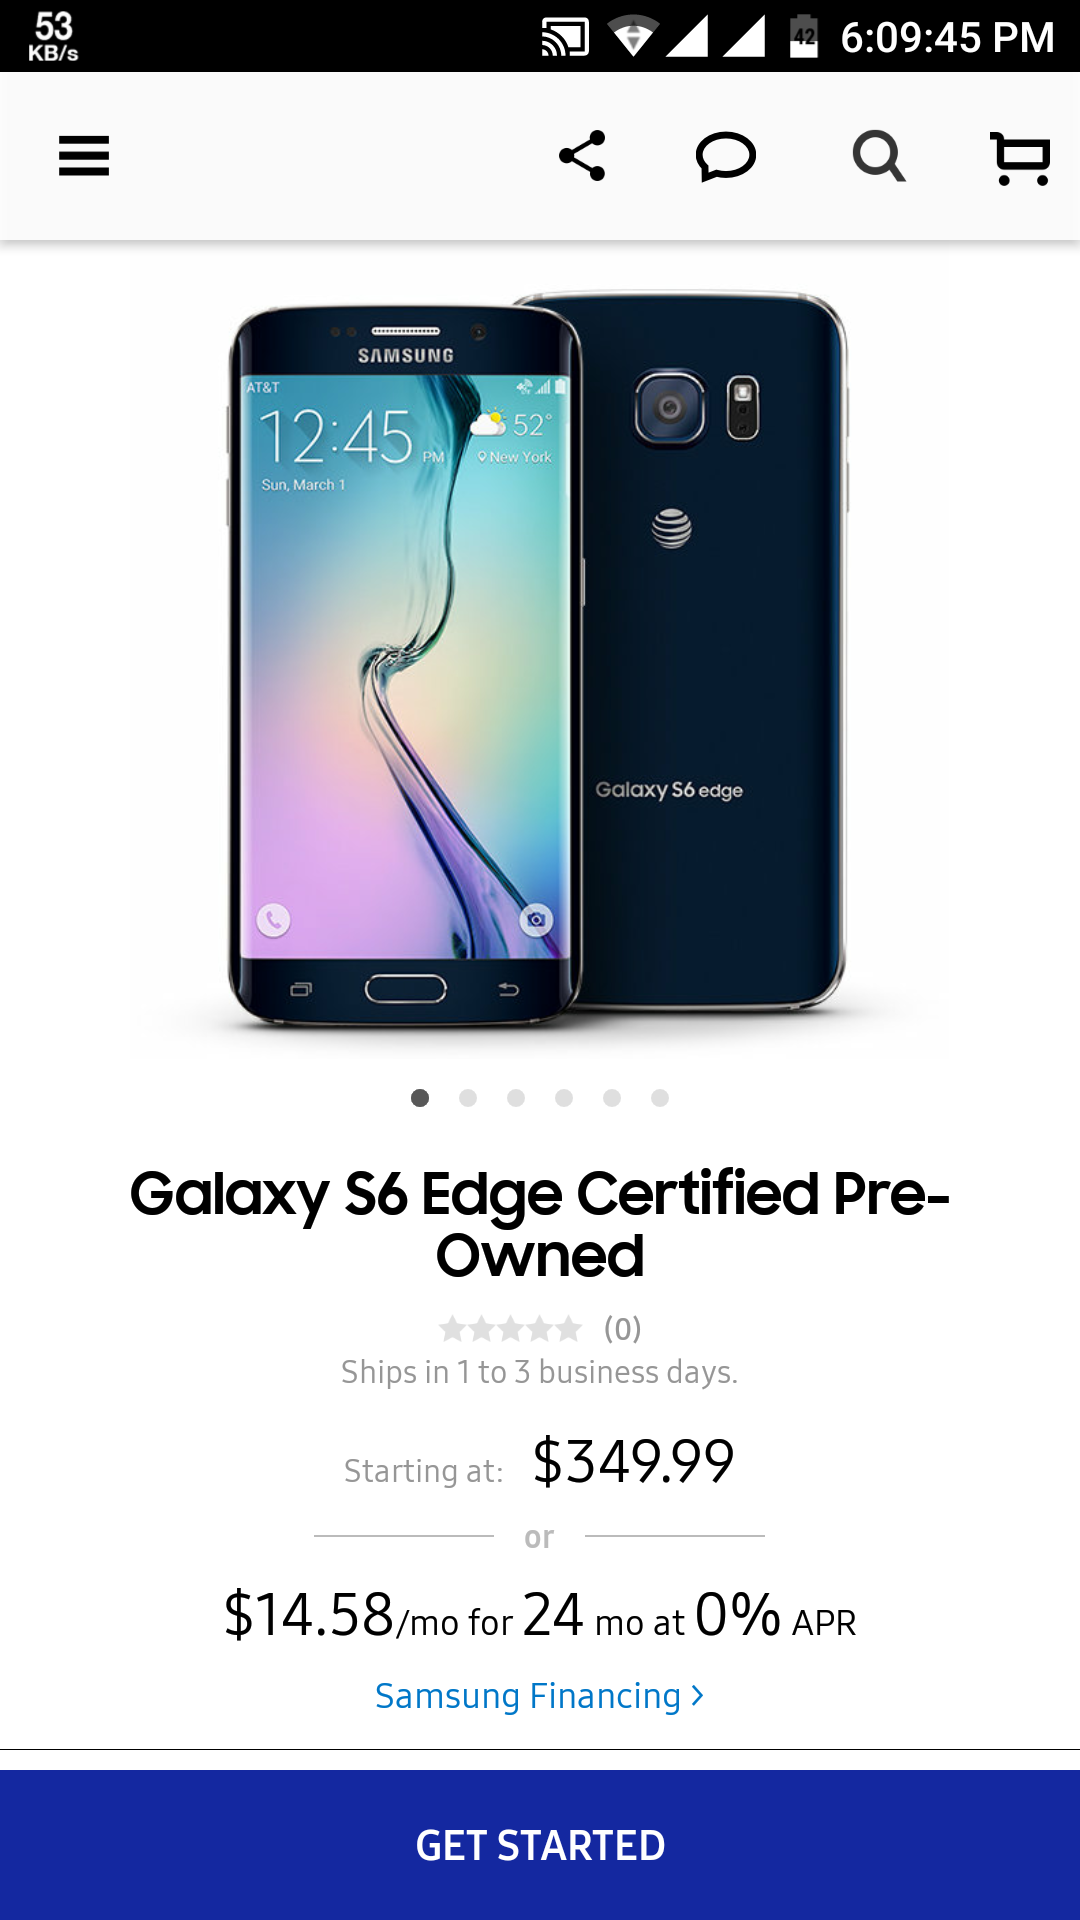 53
KB/s
42
6:09:45 PM
SAMSUNG
AT&T
12:45 PM
52°
New York
Sun, March 1
Galaxy S6 edge
Galaxy S6 Edge Certified Pre-
Owned
(0)
Ships in 1 to 3 business days.
Starting at: $349.99
or
$14.58/mo for 24 mo at 0% APR
Samsung Financing >
GET STARTED